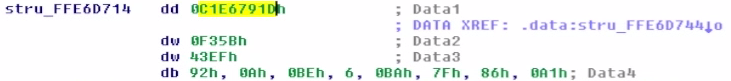 stru_FFE6D714 dd 0C1E6791Dh ; Data1
; DATA XREF: .data:stru_FFE6D744↓o
dw 0F35Bh ; Data2
dw 43EFh ; Data3
db 92h, 0Ah, 0BEh, 6, 0BAh, 7Fh, 86h, 0A1h; Data4